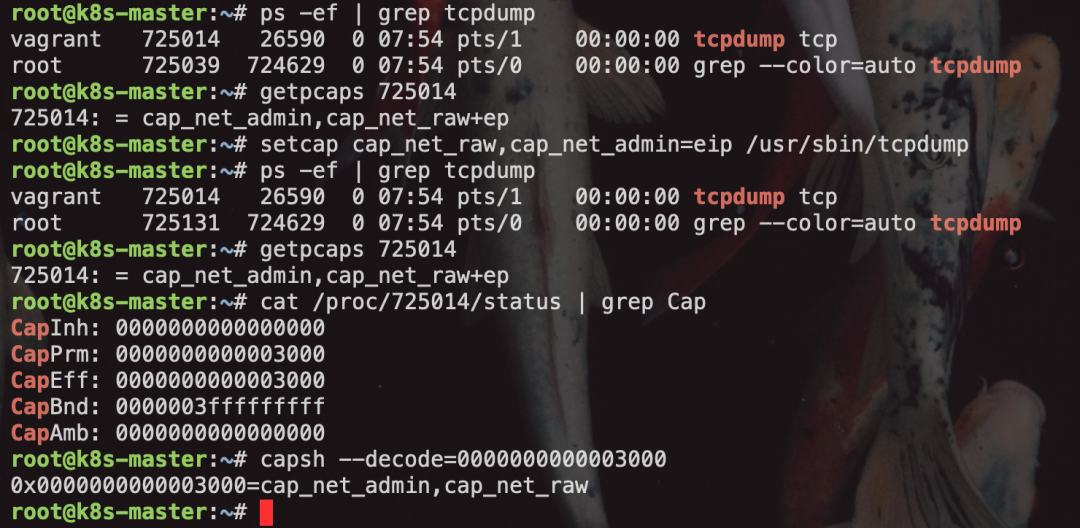 root@k8s-master:~# ps -ef | grep tcpdump
vagrant   725014   26590  0 07:54 pts/1    00:00:00 tcpdump tcp
root      725039  724629  0 07:54 pts/0    00:00:00 grep --color=auto tcpdump
root@k8s-master:~# getpcaps 725014
725014: = cap_net_admin,cap_net_raw+ep
root@k8s-master:~# setcap cap_net_raw,cap_net_admin=eip /usr/sbin/tcpdump
root@k8s-master:~# ps -ef | grep tcpdump
vagrant   725014   26590  0 07:54 pts/1    00:00:00 tcpdump tcp
root      725131  724629  0 07:54 pts/0    00:00:00 grep --color=auto tcpdump
root@k8s-master:~# getpcaps 725014
725014: = cap_net_admin,cap_net_raw+ep
root@k8s-master:~# cat /proc/725014/status | grep Cap
CapInh: 0000000000000000
CapPrm: 0000000000003000
CapEff: 0000000000003000
CapBnd: 0000003fffffffff
CapAmb: 0000000000000000
root@k8s-master:~# capsh --decode=0000000000003000
0x0000000000003000=cap_net_admin,cap_net_raw
root@k8s-master:~#